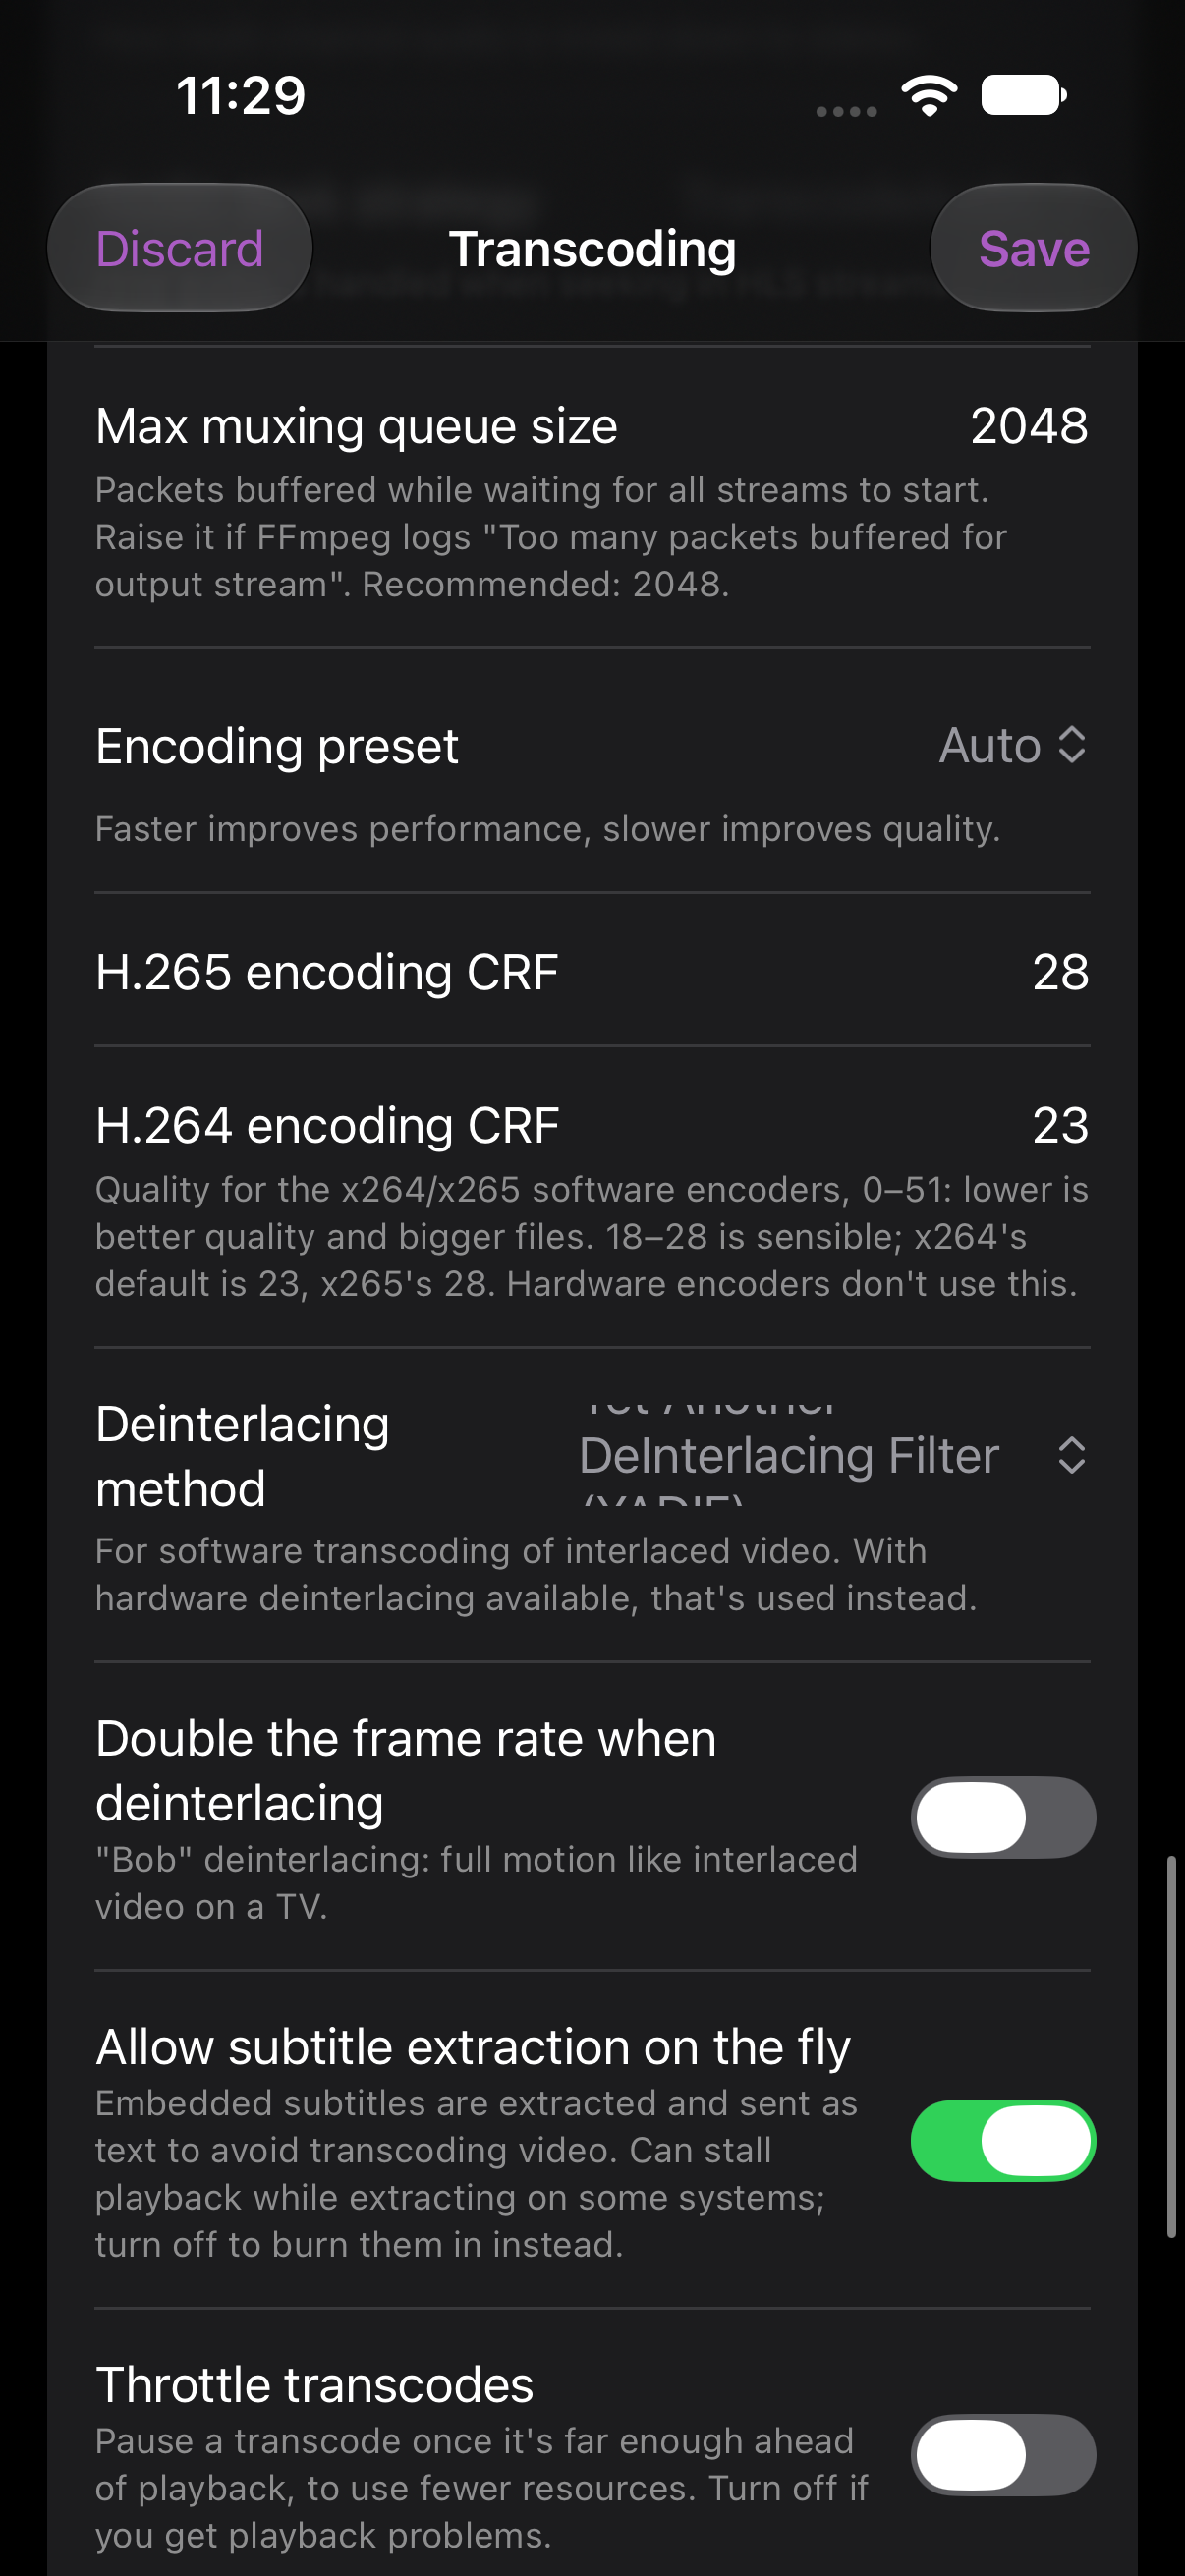 11:29
Discard
Transcoding
Save
Max muxing queue size
2048
Packets buffered while waiting for all streams to start.
Raise it if FFmpeg logs "Too many packets buffered for
output stream". Recommended: 2048.
Encoding preset
Auto
Faster improves performance, slower improves quality.
H.265 encoding CRF
28
H.264 encoding CRF
23
Quality for the x264/x265 software encoders, 0–51: lower is
better quality and bigger files. 18–28 is sensible; x264's
default is 23, x265's 28. Hardware encoders don't use this.
Deinterlacing
method
Yet Another
DeInterlacing Filter
(YADIF)
For software transcoding of interlaced video. With
hardware deinterlacing available, that's used instead.
Double the frame rate when
deinterlacing
"Bob" deinterlacing: full motion like interlaced
video on a TV.
Allow subtitle extraction on the fly
Embedded subtitles are extracted and sent as
text to avoid transcoding video. Can stall
playback while extracting on some systems;
turn off to burn them in instead.
Throttle transcodes
Pause a transcode once it's far enough ahead
of playback, to use fewer resources. Turn off if
you get playback problems.